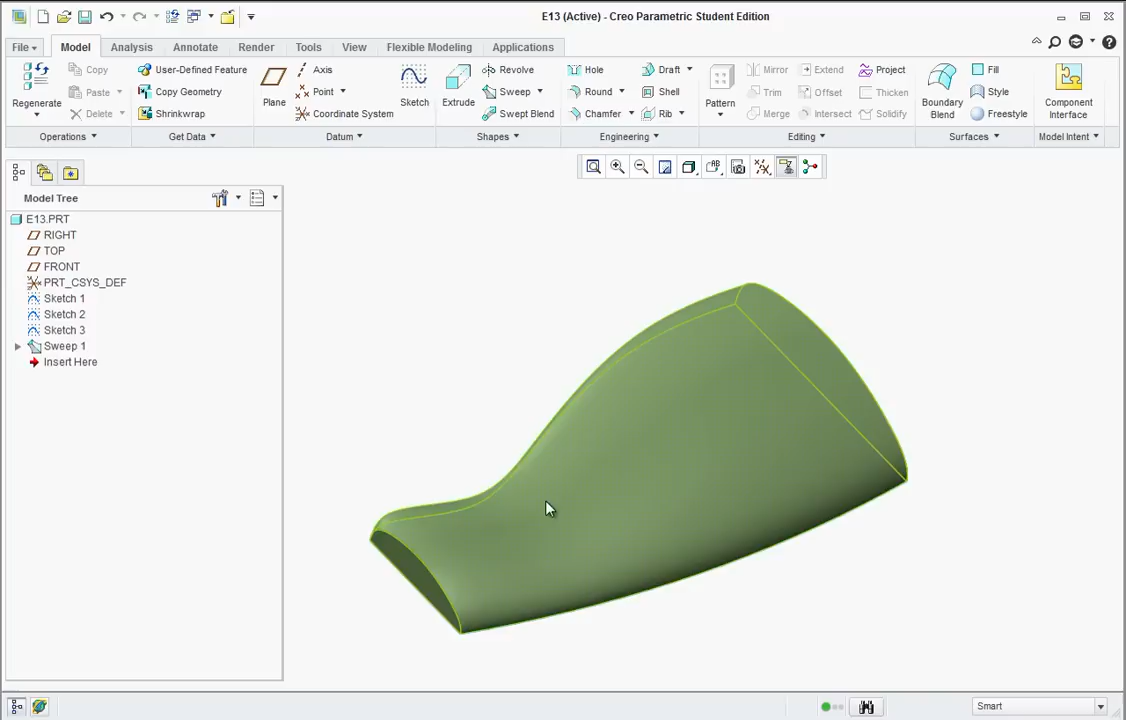 E13 (Active) - Creo Parametric Student Edition
File Model Analysis Annotate Render Tools View Flexible Modeling Applications
Regenerate
Copy
Paste
Delete
Operations
User-Defined Feature
Copy Geometry
Shrinkwrap
Get Data
Plane
Axis
Point
Coordinate System
Sketch
Datum
Extrude
Revolve
Sweep
Swept Blend
Shapes
Hole
Round
Chamfer
Draft
Shell
Rib
Engineering
Pattern
Mirror
Trim
Merge
Extend
Offset
Intersect
Project
Thicken
Solidify
Editing
Boundary
Blend
Fill
Style
Freestyle
Surfaces
Component
Interface
Model Intent
Model Tree
E13.PRT
RIGHT
TOP
FRONT
PRT_CSYS_DEF
Sketch 1
Sketch 2
Sketch 3
Sweep 1
Insert Here
Smart